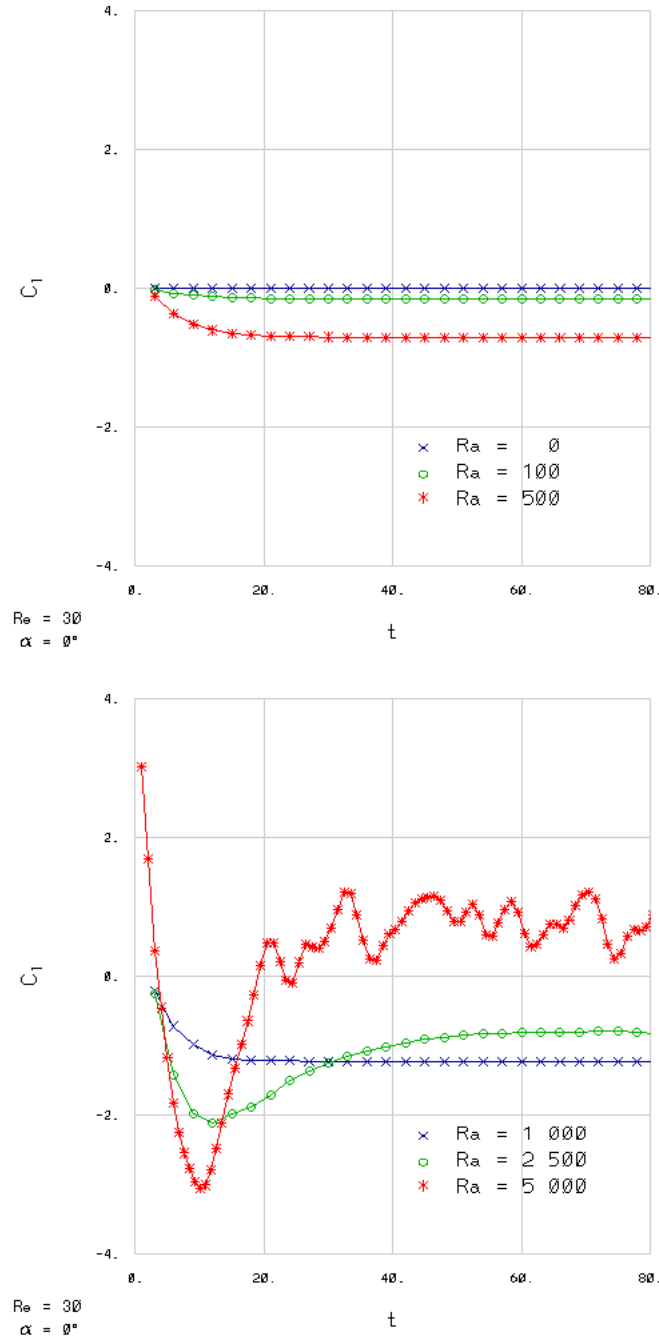 4.
2.
0.
C1
-2.
× Ra = 0
○ Ra = 100
* Ra = 500
-4.
0. 20. 40. 60. 80.
Re = 30
α = 0°
t
4.
2.
0.
C1
-2.
× Ra = 1 000
○ Ra = 2 500
* Ra = 5 000
-4.
0. 20. 40. 60. 80.
Re = 30
α = 0°
t